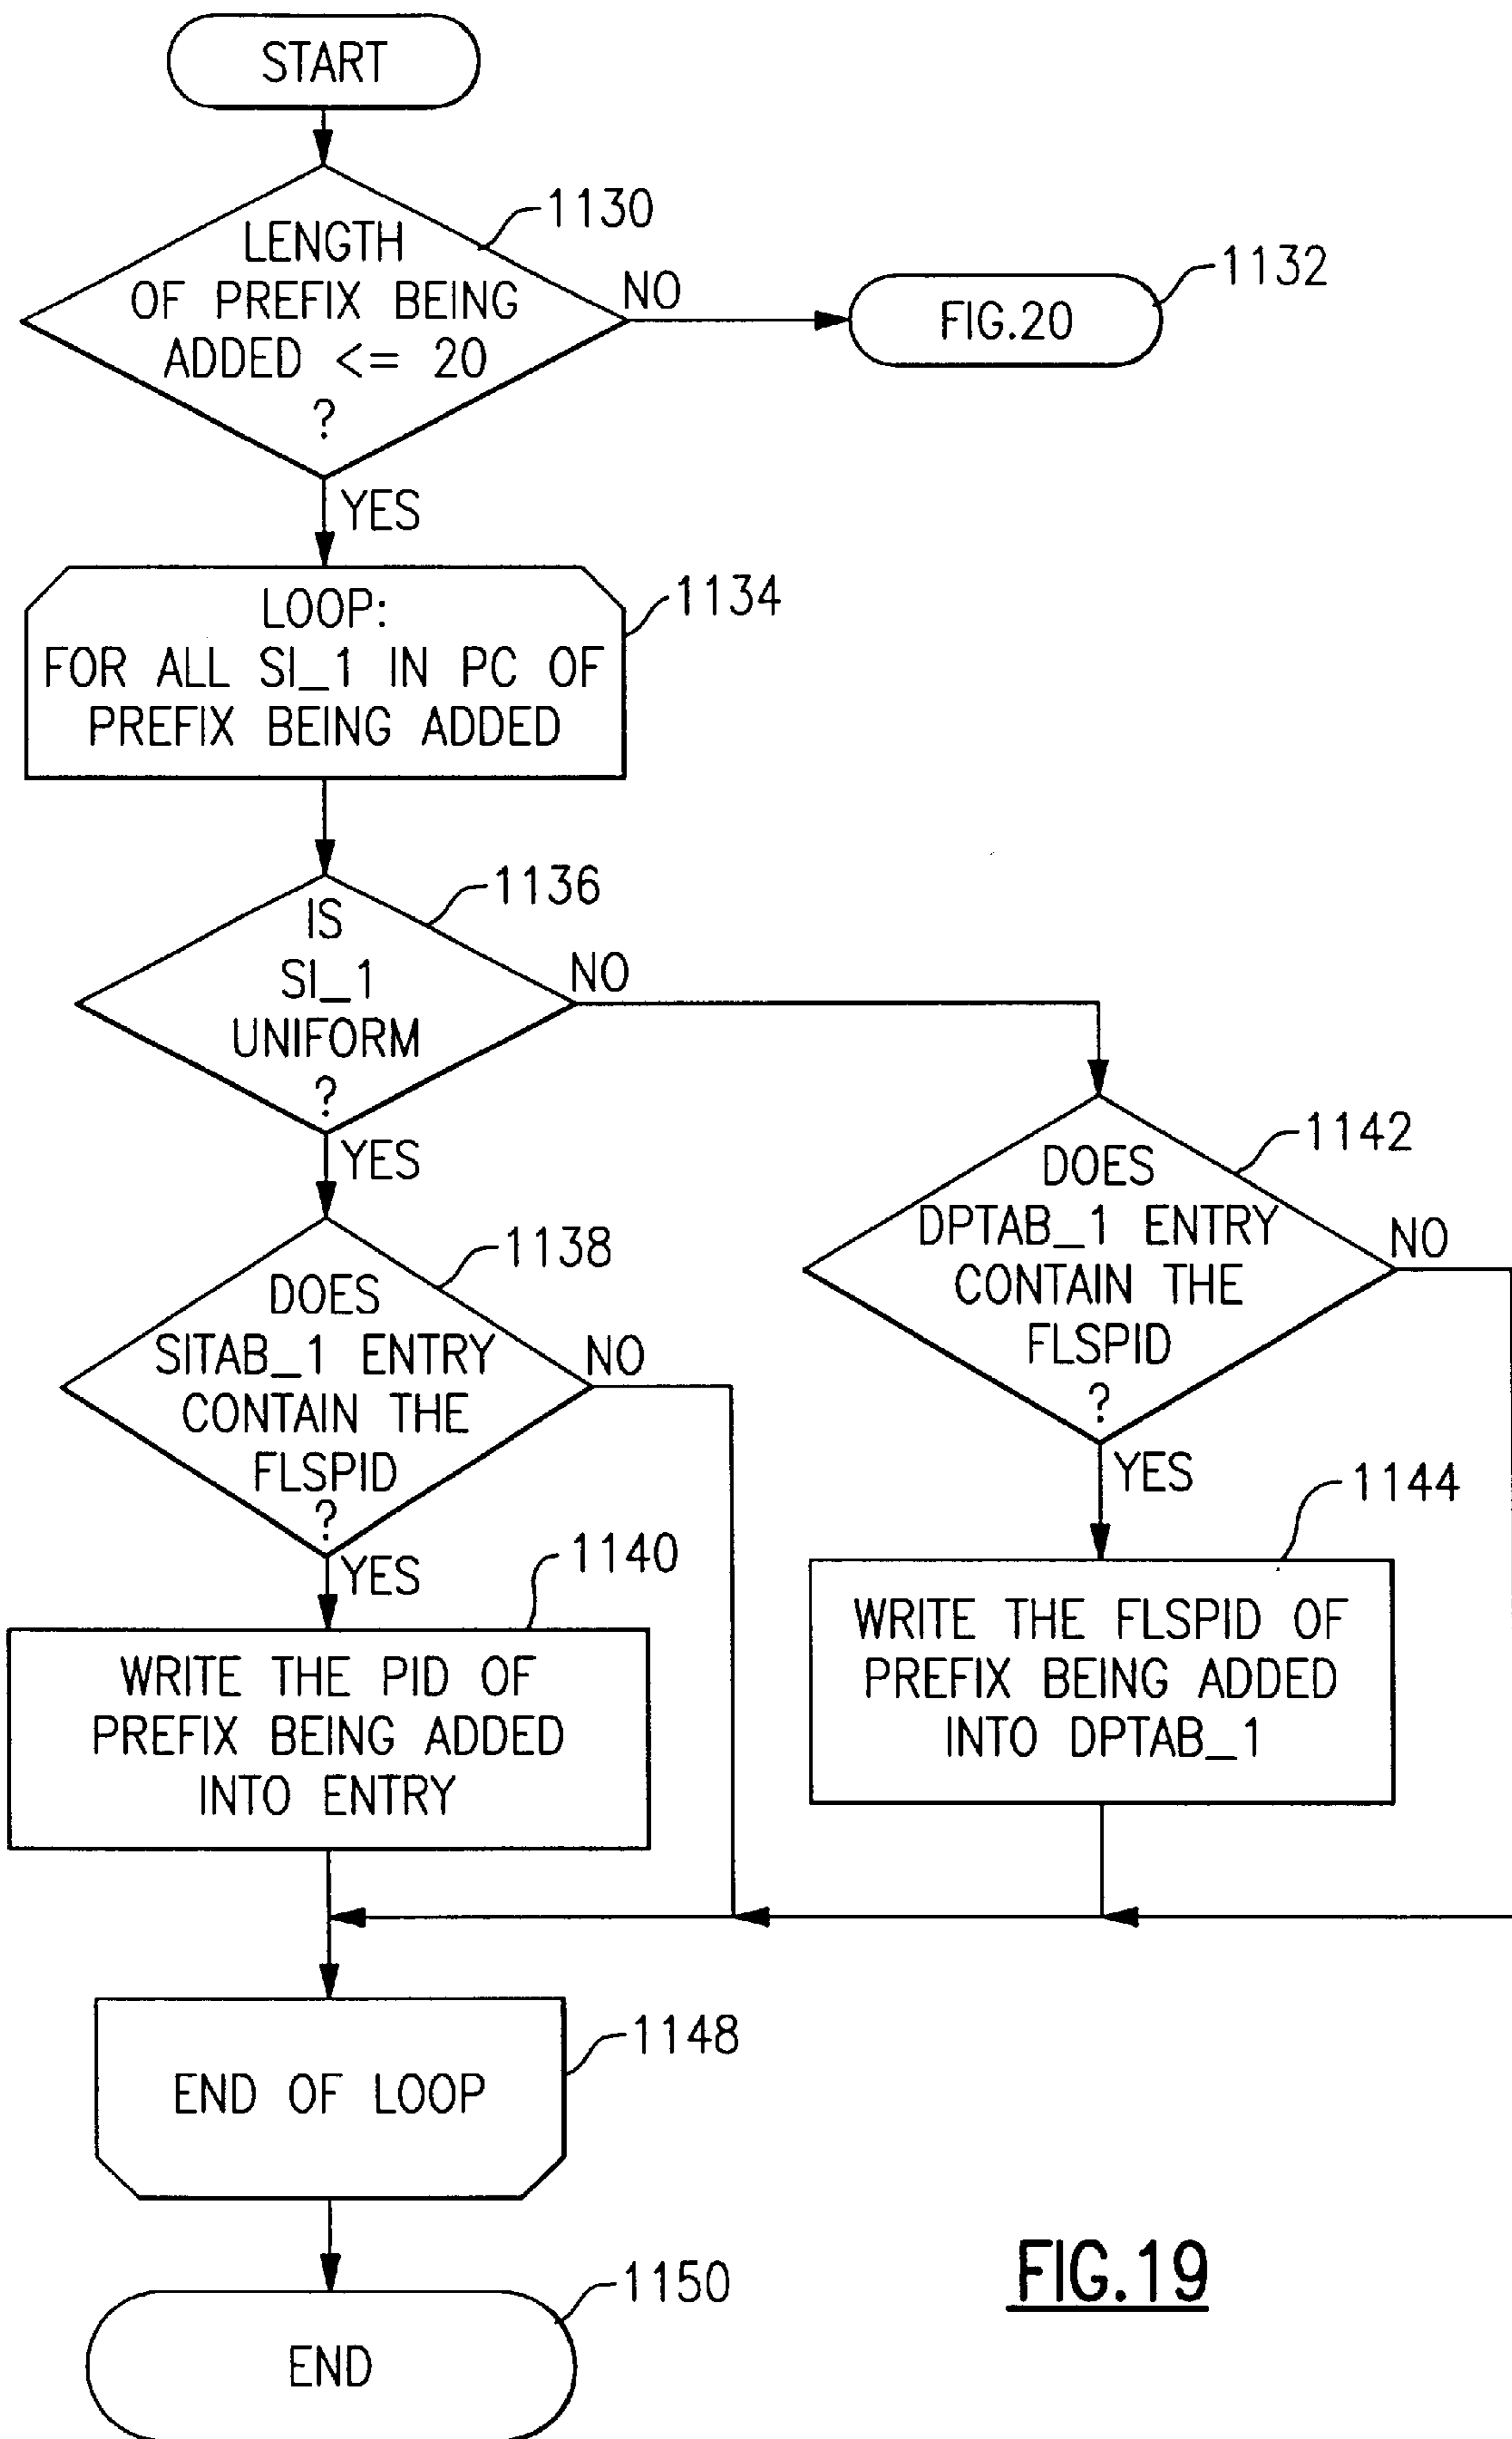 START
1130
LENGTH
OF PREFIX BEING
ADDED <= 20
?
NO
1132
FIG.20
YES
1134
LOOP:
FOR ALL SI_1 IN PC OF
PREFIX BEING ADDED
1136
IS
SI_1
UNIFORM
?
NO
YES
1142
DOES
DPTAB_1 ENTRY
CONTAIN THE
FLSPID
?
NO
YES
1138
DOES
SITAB_1 ENTRY
CONTAIN THE
FLSPID
?
NO
YES
1144
WRITE THE FLSPID OF
PREFIX BEING ADDED
INTO DPTAB_1
1140
WRITE THE PID OF
PREFIX BEING ADDED
INTO ENTRY
1148
END OF LOOP
1150
END
FIG.19